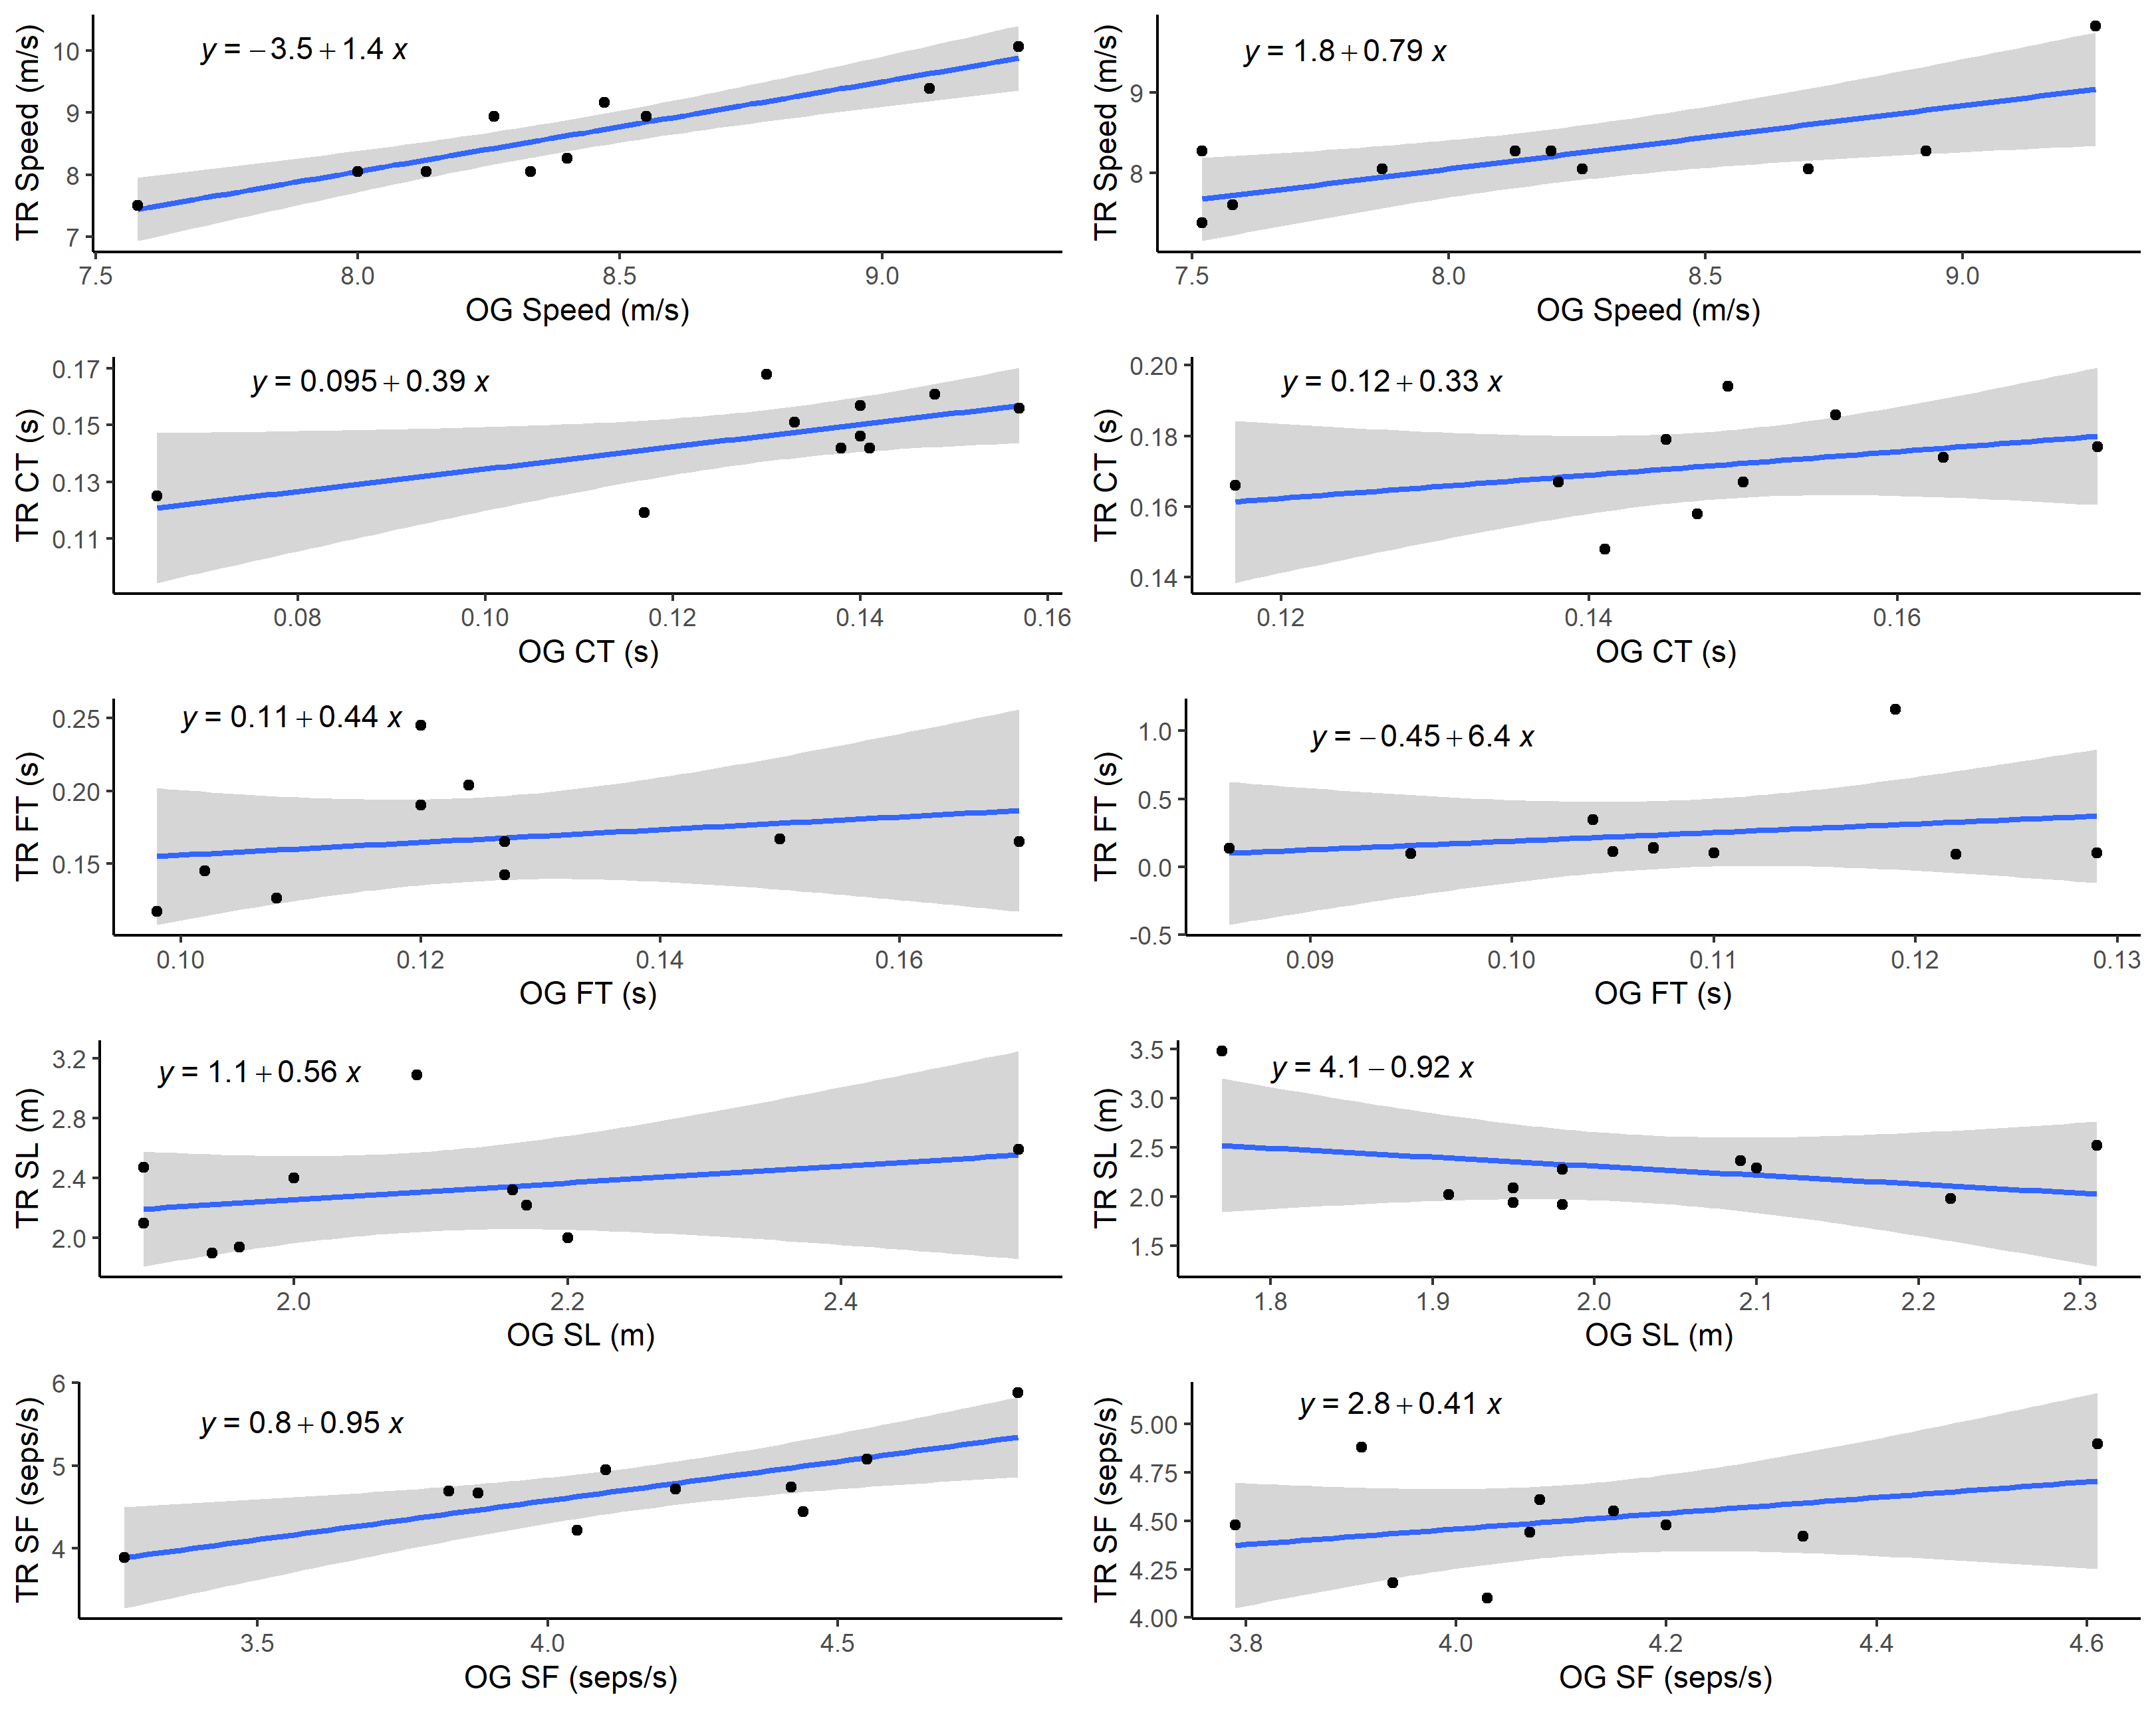 y = −3.5 + 1.4 x
TR Speed (m/s)
10
9
8
7
7.5 8.0 8.5 9.0
OG Speed (m/s)
y = 1.8 + 0.79 x
TR Speed (m/s)
9
8
7.5 8.0 8.5 9.0
OG Speed (m/s)
y = 0.095 + 0.39 x
TR CT (s)
0.17
0.15
0.13
0.11
0.08 0.10 0.12 0.14 0.16
OG CT (s)
y = 0.12 + 0.33 x
TR CT (s)
0.20
0.18
0.16
0.14
0.12 0.14 0.16
OG CT (s)
y = 0.11 + 0.44 x
TR FT (s)
0.25
0.20
0.15
0.10 0.12 0.14 0.16
OG FT (s)
y = −0.45 + 6.4 x
TR FT (s)
1.0
0.5
0.0
-0.5
0.09 0.10 0.11 0.12 0.13
OG FT (s)
y = 1.1 + 0.56 x
TR SL (m)
3.2
2.8
2.4
2.0
2.0 2.2 2.4
OG SL (m)
y = 4.1 − 0.92 x
TR SL (m)
3.5
3.0
2.5
2.0
1.5
1.8 1.9 2.0 2.1 2.2 2.3
OG SL (m)
y = 0.8 + 0.95 x
TR SF (seps/s)
6
5
4
3.5 4.0 4.5
OG SF (seps/s)
y = 2.8 + 0.41 x
TR SF (seps/s)
5.00
4.75
4.50
4.25
4.00
3.8 4.0 4.2 4.4 4.6
OG SF (seps/s)